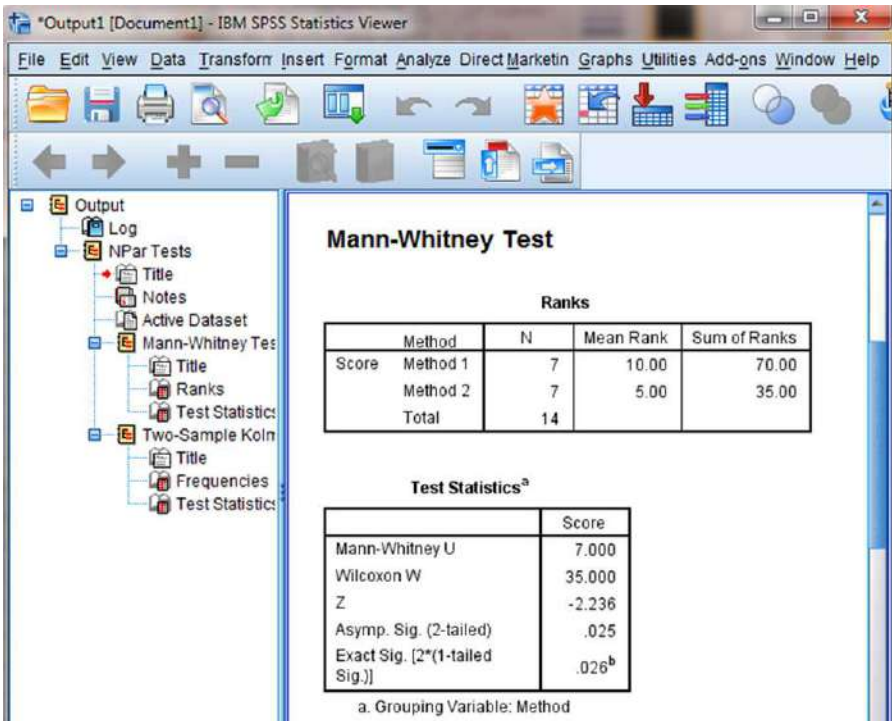 *Output1 [Document1] - IBM SPSS Statistics Viewer
File Edit View Data Transform Insert Format Analyze Direct Marketin Graphs Utilities Add-ons Window Help
Output
Log
NPar Tests
Title
Notes
Active Dataset
Mann-Whitney Tes
Title
Ranks
Test Statistics
Two-Sample Kolm
Title
Frequencies
Test Statistics
Mann-Whitney Test
Ranks
Method N Mean Rank Sum of Ranks
Score Method 1 7 10.00 70.00
Method 2 7 5.00 35.00
Total 14
Test Statisticsᵃ
Score
Mann-Whitney U 7.000
Wilcoxon W 35.000
Z -2.236
Asymp. Sig. (2-tailed) .025
Exact Sig. [2*(1-tailed
Sig.)] .026ᵇ
a. Grouping Variable: Method